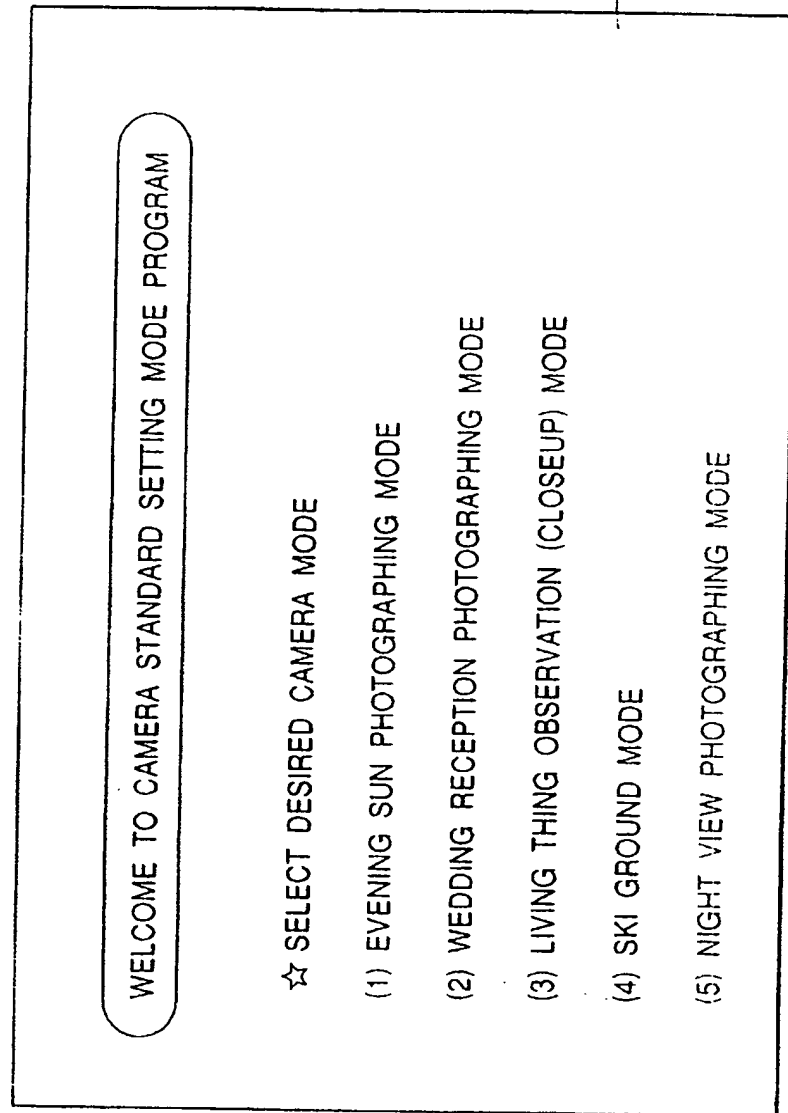 WELCOME TO CAMERA STANDARD SETTING MODE PROGRAM
☆ SELECT DESIRED CAMERA MODE
(1) EVENING SUN PHOTOGRAPHING MODE
(2) WEDDING RECEPTION PHOTOGRAPHING MODE
(3) LIVING THING OBSERVATION (CLOSEUP) MODE
(4) SKI GROUND MODE
(5) NIGHT VIEW PHOTOGRAPHING MODE